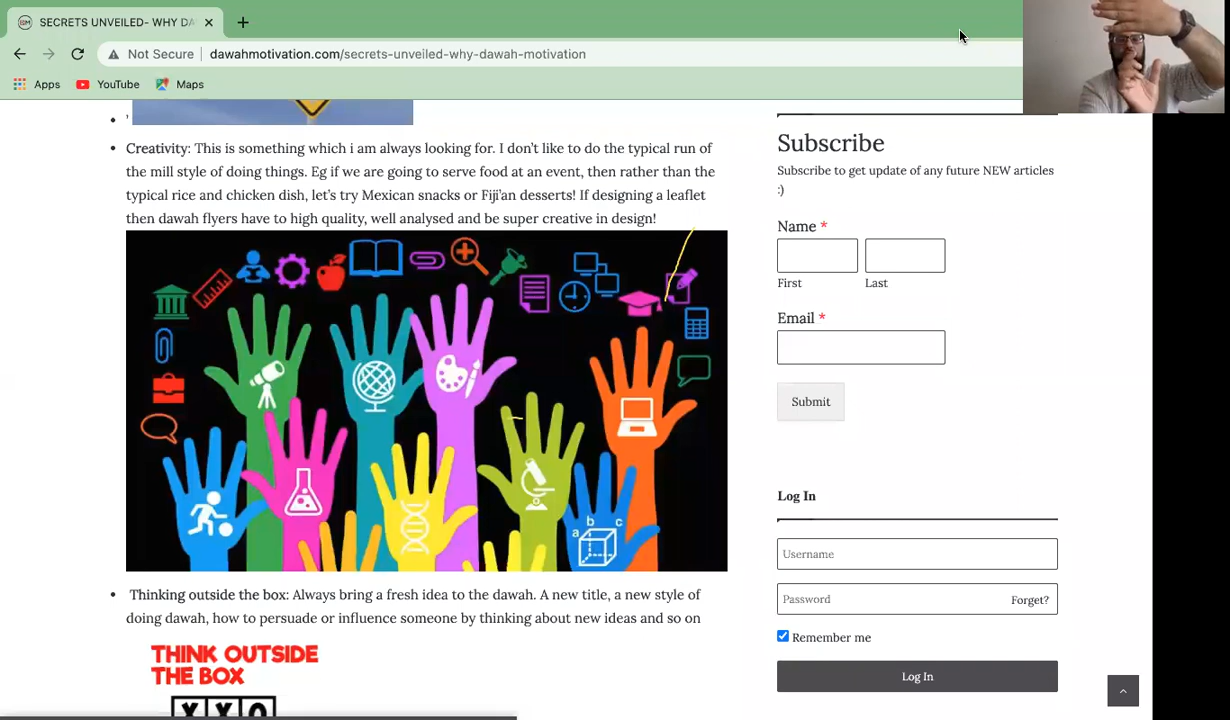 SECRETS UNVEILED- WHY DA
Not Secure
dawahmotivation.com/secrets-unveiled-why-dawah-motivation
Apps
YouTube
Maps
Creativity: This is something which i am always looking for. I don't like to do the typical run of
the mill style of doing things. Eg if we are going to serve food at an event, then rather than the
typical rice and chicken dish, let's try Mexican snacks or Fiji'an desserts! If designing a leaflet
then dawah flyers have to high quality, well analysed and be super creative in design!
a b c
Thinking outside the box: Always bring a fresh idea to the dawah. A new title, a new style of
doing dawah, how to persuade or influence someone by thinking about new ideas and so on
THINK OUTSIDE
THE BOX
XXO
Subscribe
Subscribe to get update of any future NEW articles
:)
Name *
First
Last
Email *
Submit
Log In
Username
Password
Forget?
Remember me
Log In